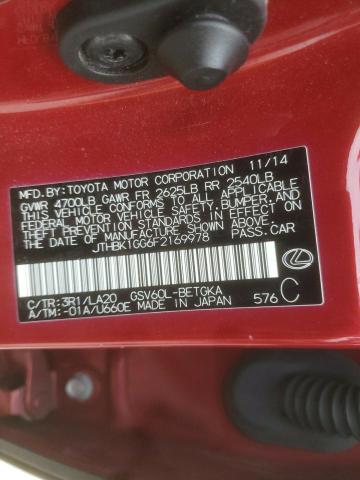 MFD.BY:TOYOTA MOTOR CORPORATION 11/14
GVWR 4700LB GAWR FR 2625LB RR 2540LB
THIS VEHICLE CONFORMS TO ALL APPLICABLE
FEDERAL MOTOR VEHICLE SAFETY, BUMPER, AND THEFT
PREVENTION STANDARDS IN EFFECT ON THE
DATE OF MANUFACTURE SHOWN ABOVE.
JTHBK1GG6F2169978 PASS-CAR
C/TR:3R1/LA20 GSV60L-BETGKA
A/TM:-01A/U660E MADE IN JAPAN 576 C